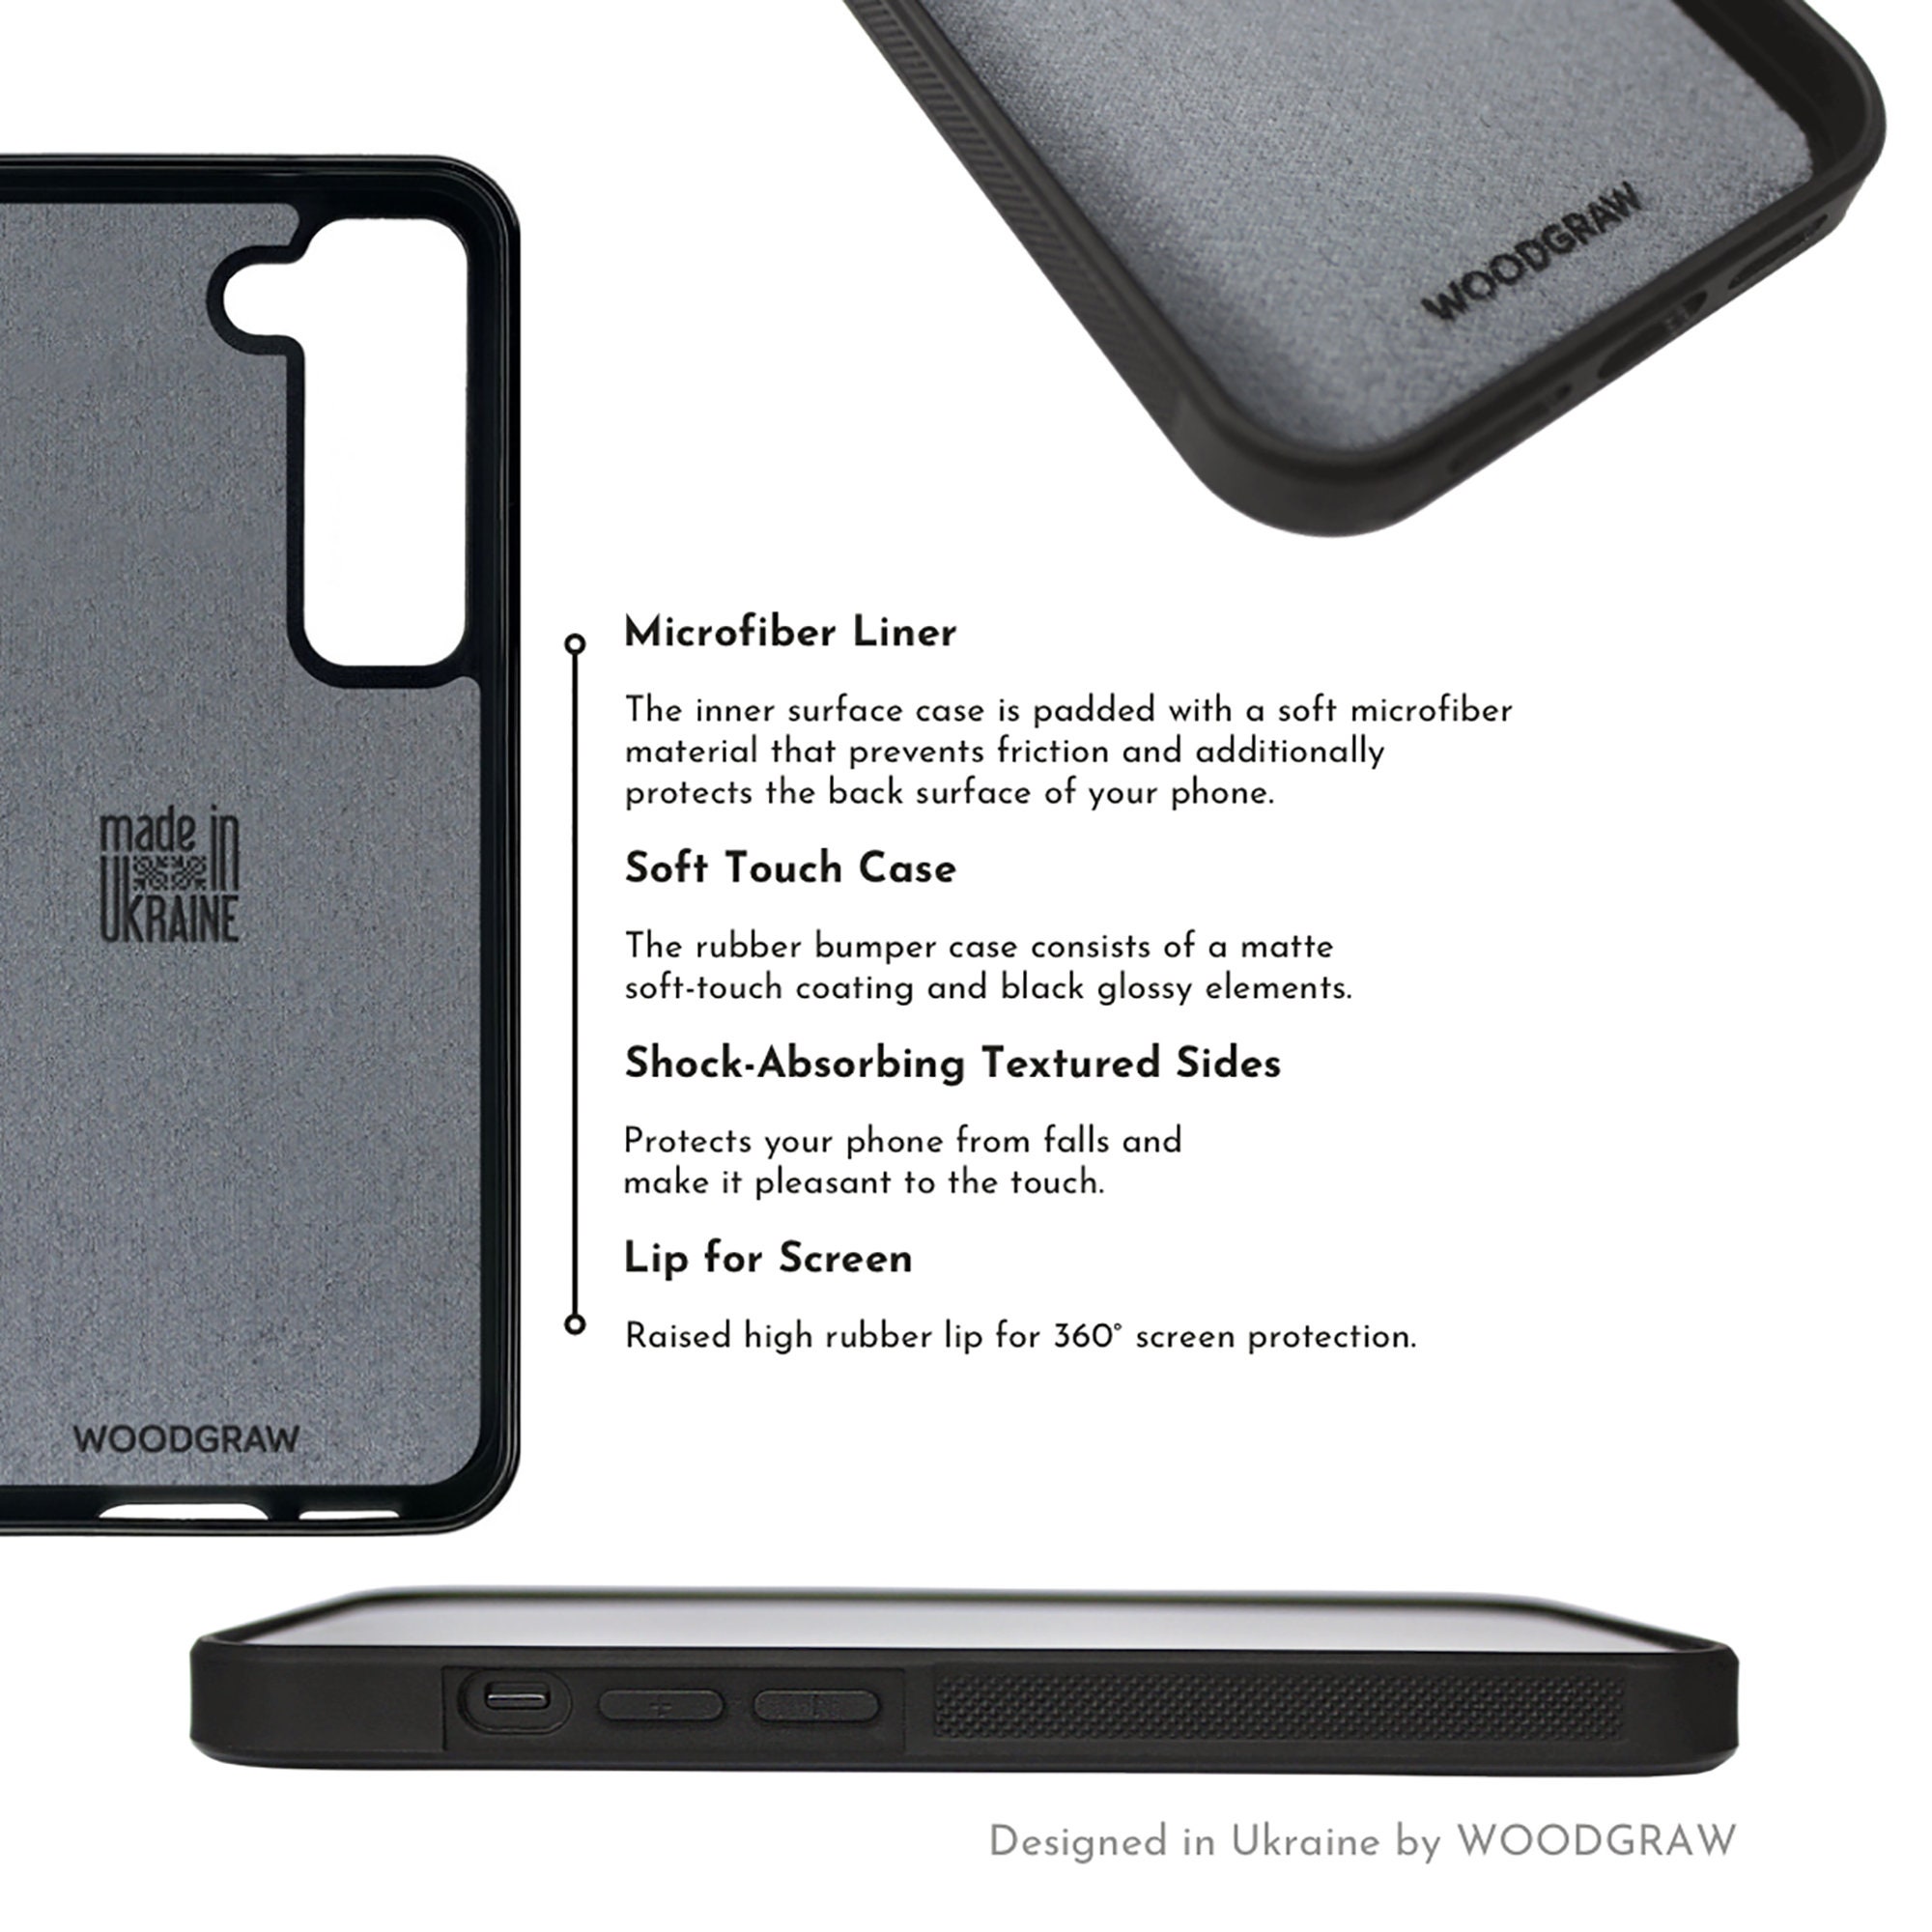 WOODGRAW
Microfiber Liner
The inner surface case is padded with a soft microfiber
material that prevents friction and additionally
protects the back surface of your phone.
made in
UKRAINE
Soft Touch Case
The rubber bumper case consists of a matte
soft-touch coating and black glossy elements.
Shock-Absorbing Textured Sides
Protects your phone from falls and
make it pleasant to the touch.
Lip for Screen
Raised high rubber lip for 360° screen protection.
WOODGRAW
Designed in Ukraine by WOODGRAW